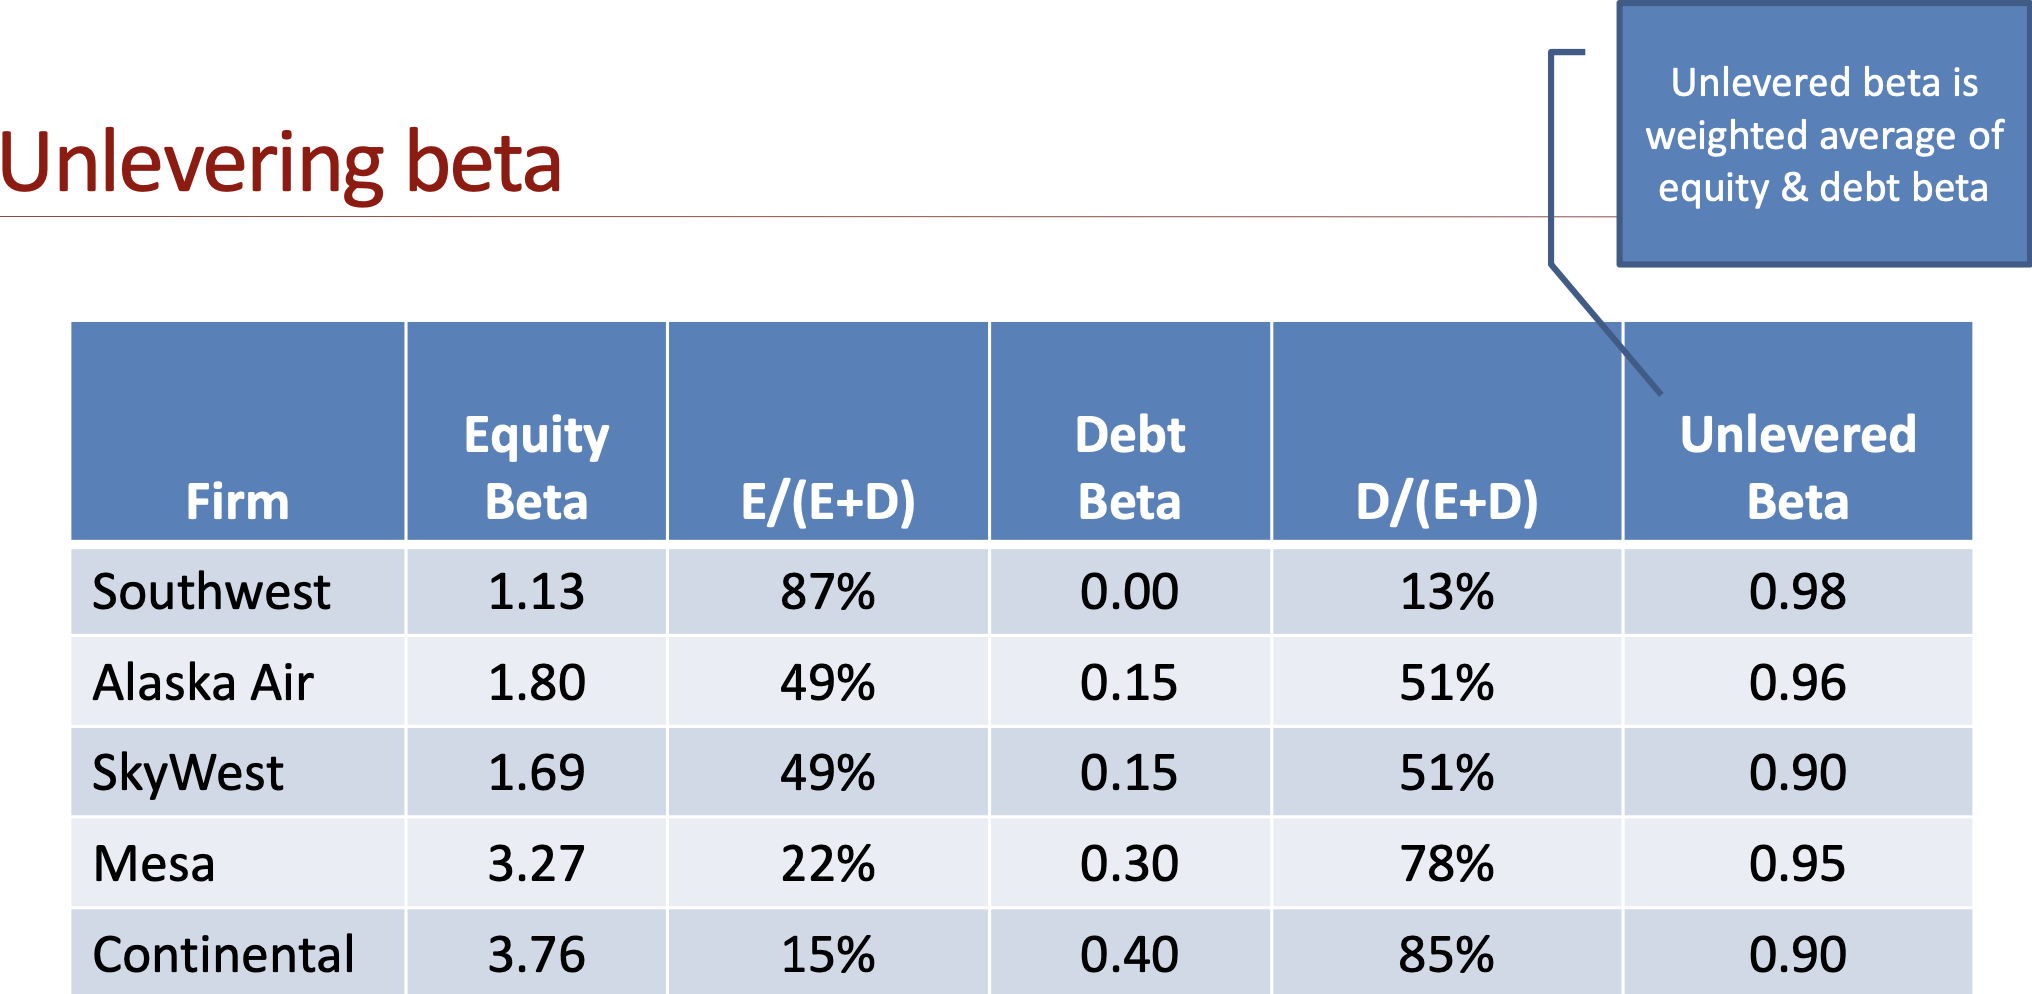 Unlevered beta is
weighted average of
equity & debt beta
Unlevering beta
Firm Equity Beta E/(E+D) Debt Beta D/(E+D) Unlevered Beta
Southwest 1.13 87% 0.00 13% 0.98
Alaska Air 1.80 49% 0.15 51% 0.96
SkyWest 1.69 49% 0.15 51% 0.90
Mesa 3.27 22% 0.30 78% 0.95
Continental 3.76 15% 0.40 85% 0.90